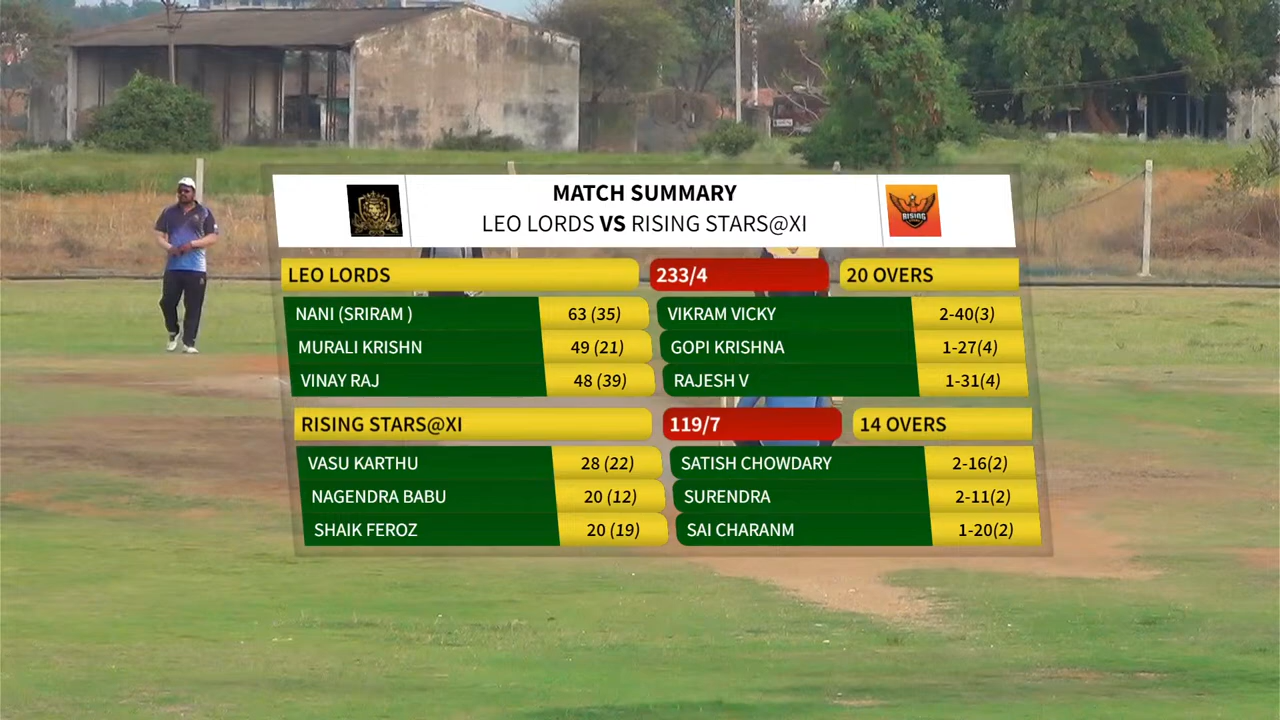 MATCH SUMMARY
LEO LORDS VS RISING STARS@XI
RISING
LEO LORDS 233/4 20 OVERS
NANI (SRIRAM ) 63 (35) VIKRAM VICKY 2-40(3)
MURALI KRISHN 49 (21) GOPI KRISHNA 1-27(4)
VINAY RAJ 48 (39) RAJESH V 1-31(4)
RISING STARS@XI 119/7 14 OVERS
VASU KARTHU 28 (22) SATISH CHOWDARY 2-16(2)
NAGENDRA BABU 20 (12) SURENDRA 2-11(2)
SHAIK FEROZ 20 (19) SAI CHARANM 1-20(2)